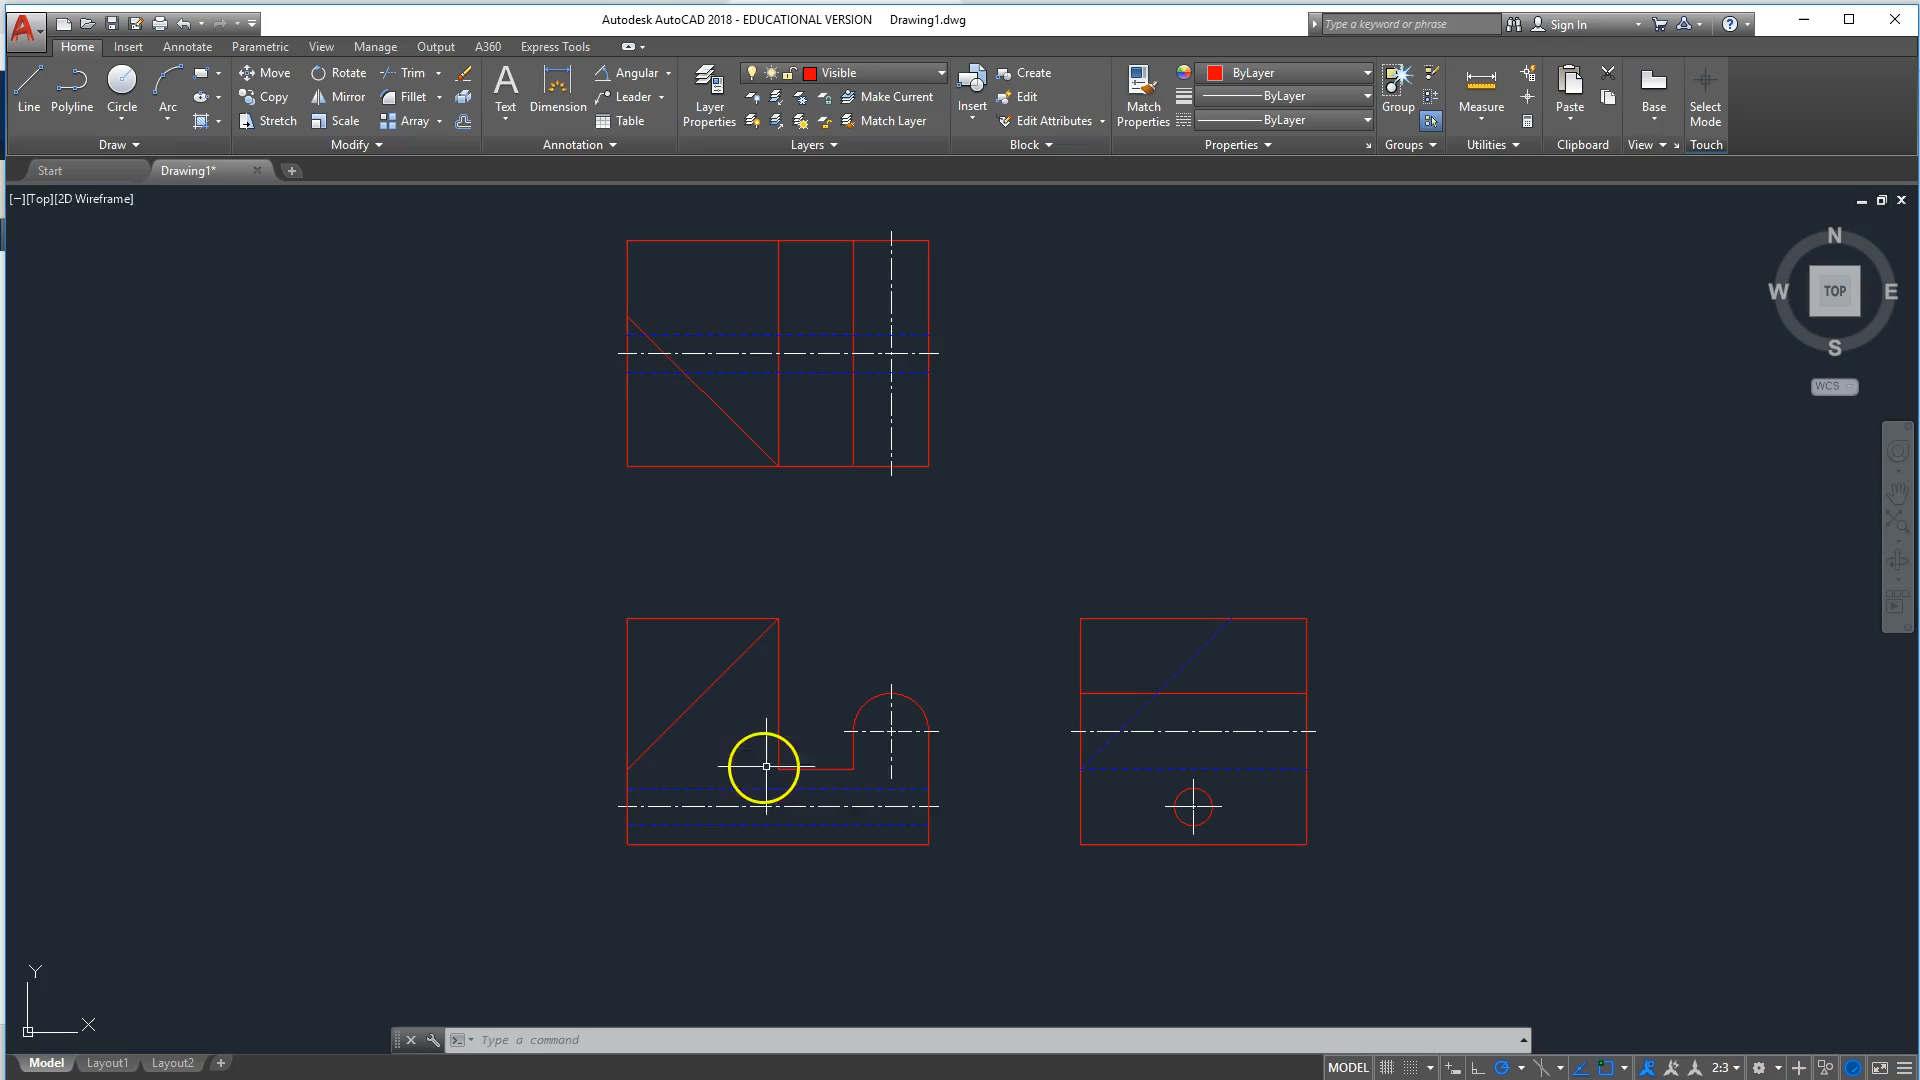 Autodesk AutoCAD 2018 - EDUCATIONAL VERSION Drawing1.dwg
Type a keyword or phrase
Sign In
Home Insert Annotate Parametric View Manage Output A360 Express Tools
Line Polyline Circle Arc
Move Rotate Trim
Copy Mirror Fillet
Stretch Scale Array
A
Text Dimension
Angular
Leader
Table
Layer Properties
Visible
Make Current
Match Layer
Insert
Create
Edit
Edit Attributes
Match Properties
ByLayer
ByLayer
ByLayer
Group
Measure
Paste
Base
Select Mode
Draw Modify Annotation Layers Block Properties Groups Utilities Clipboard View Touch
Start Drawing1*
[−][Top][2D Wireframe]
N
W TOP E
S
WCS
Y
X
Type a command
Model Layout1 Layout2
MODEL 2:3